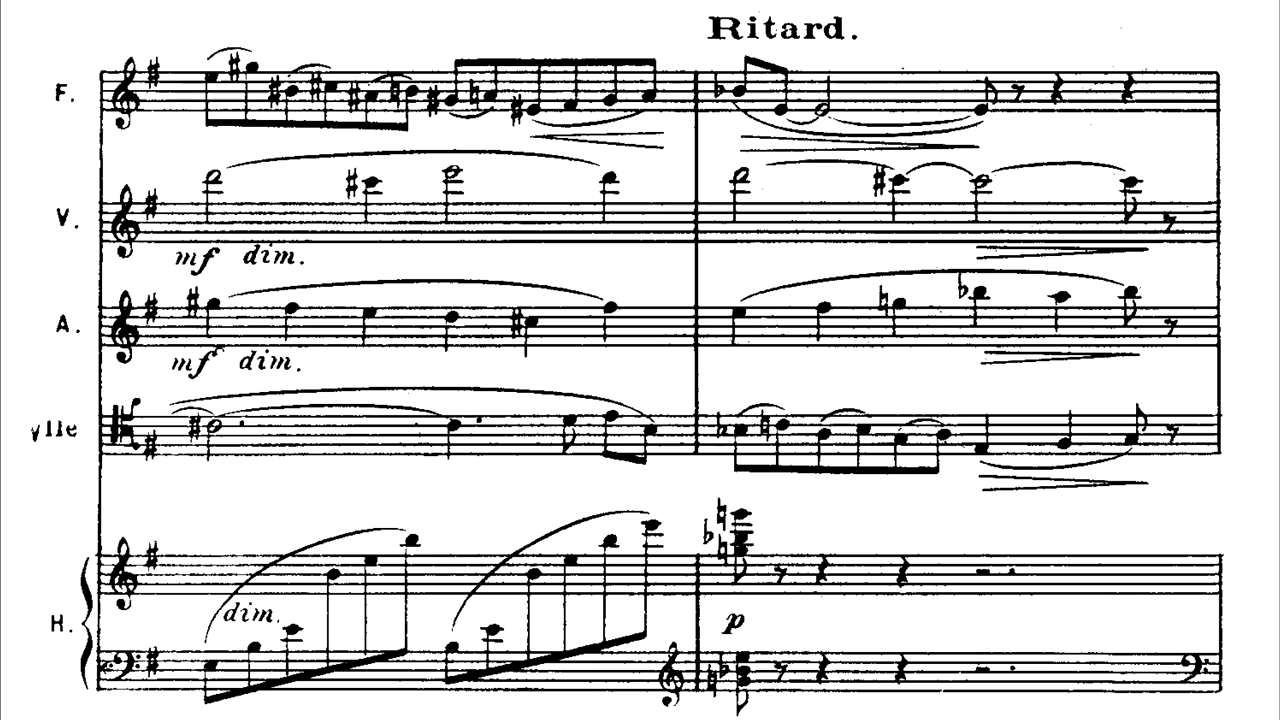 Ritard.
F.
V.
mf dim.
A.
mf dim.
vlle
dim.
H.
p